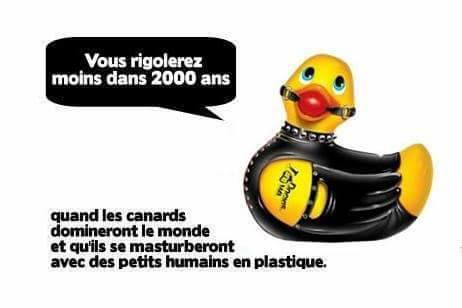 Vous rigolerez
moins dans 2000 ans
quand les canards
domineront le monde
et qu'ils se masturberont
avec des petits humains en plastique.